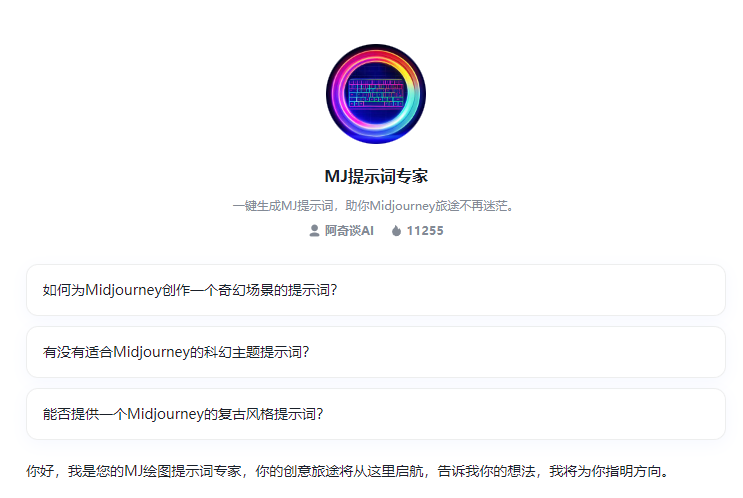 MJ提示词专家
一键生成MJ提示词，助你Midjourney旅途不再迷茫。
阿奇谈AI 11255
如何为Midjourney创作一个奇幻场景的提示词?
有没有适合Midjourney的科幻主题提示词?
能否提供一个Midjourney的复古风格提示词?
你好，我是您的MJ绘图提示词专家，你的创意旅途将从这里启航，告诉我你的想法，我将为你指明方向。